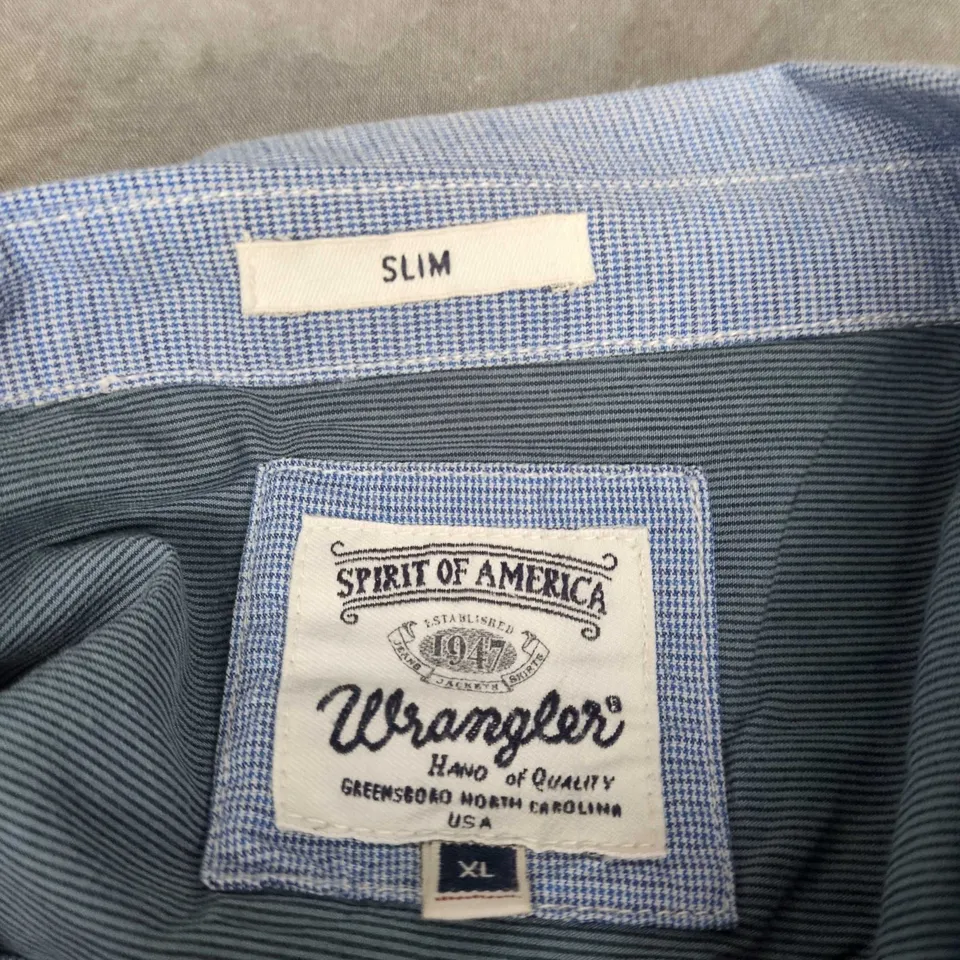 SLIM
SPIRIT OF AMERICA
ESTABLISHED
1947
JEANS JACKETS SHIRTS
Wrangler®
HAND of QUALITY
GREENSBORO NORTH CAROLINA
USA
XL